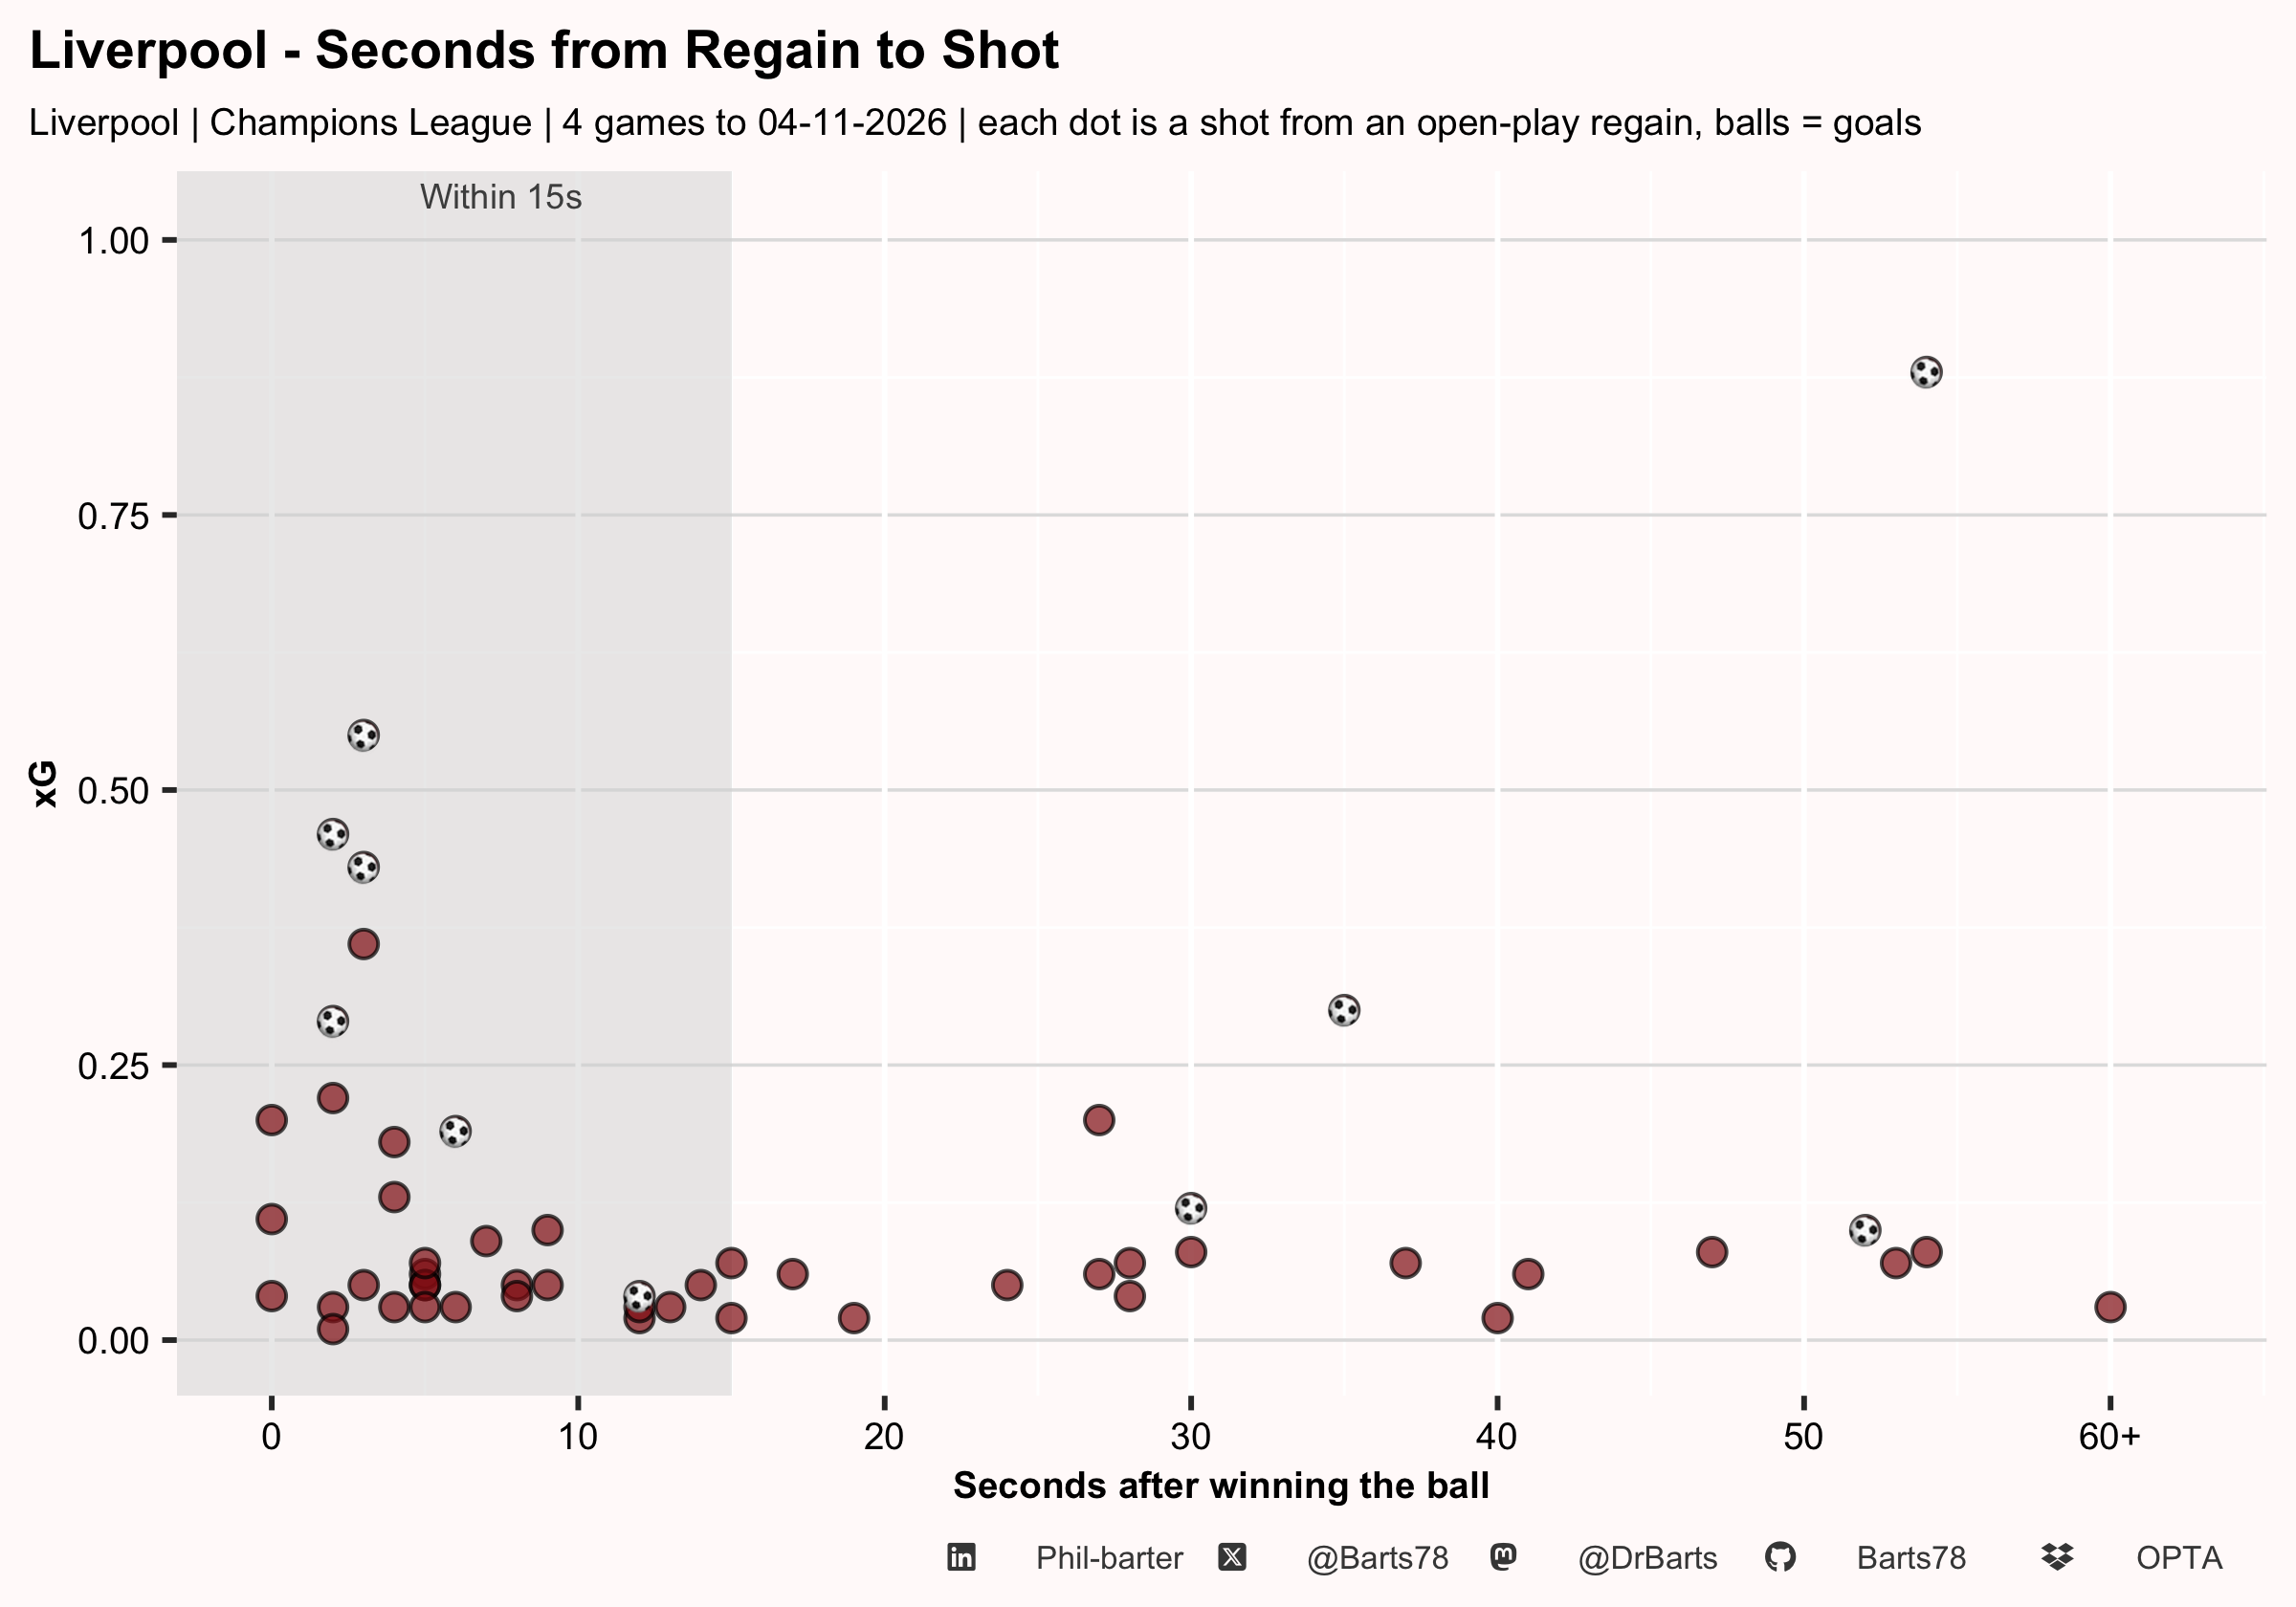 Liverpool - Seconds from Regain to Shot
Liverpool | Champions League | 4 games to 04-11-2026 | each dot is a shot from an open-play regain, balls = goals
Within 15s
1.00
0.75
0.50
0.25
0.00
xG
0 10 20 30 40 50 60+
Seconds after winning the ball
Phil-barter @Barts78 @DrBarts Barts78 OPTA